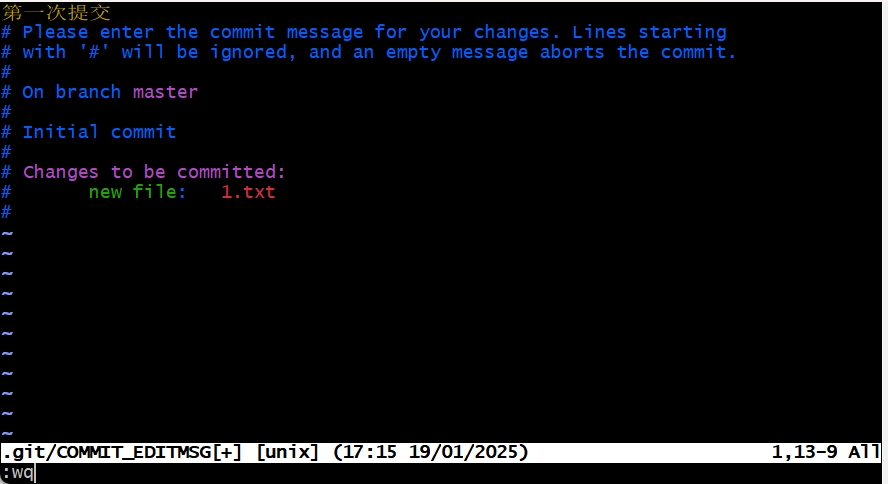 第一次提交
# Please enter the commit message for your changes. Lines starting
# with '#' will be ignored, and an empty message aborts the commit.
#
# On branch master
#
# Initial commit
#
# Changes to be committed:
#       new file:   1.txt
#
~
~
~
~
~
~
~
~
~
~
~
.git/COMMIT_EDITMSG[+] [unix] (17:15 19/01/2025) 1,13-9 All
:wq